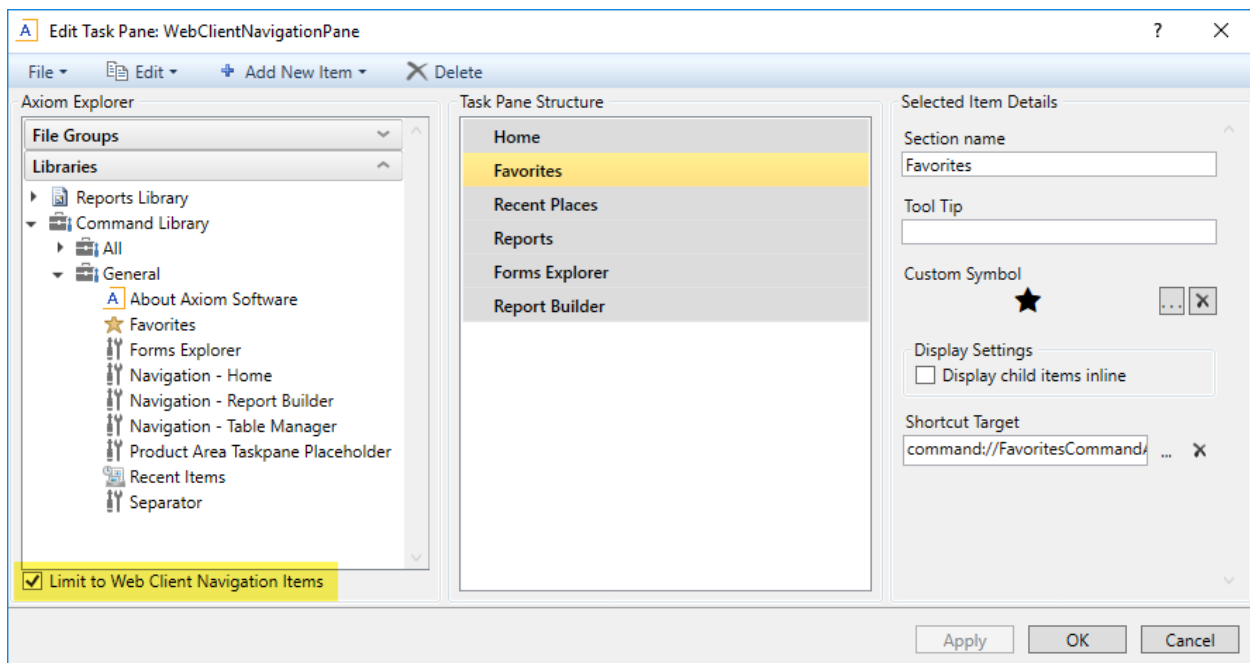 A Edit Task Pane: WebClientNavigationPane ?
File Edit Add New Item Delete
Axiom Explorer
File Groups
Libraries
Reports Library
Command Library
All
General
A About Axiom Software
Favorites
Forms Explorer
Navigation - Home
Navigation - Report Builder
Navigation - Table Manager
Product Area Taskpane Placeholder
Recent Items
Separator
Limit to Web Client Navigation Items
Task Pane Structure
Home
Favorites
Recent Places
Reports
Forms Explorer
Report Builder
Selected Item Details
Section name
Favorites
Tool Tip
Custom Symbol
...
Display Settings
Display child items inline
Shortcut Target
command://FavoritesCommand
...
Apply OK Cancel